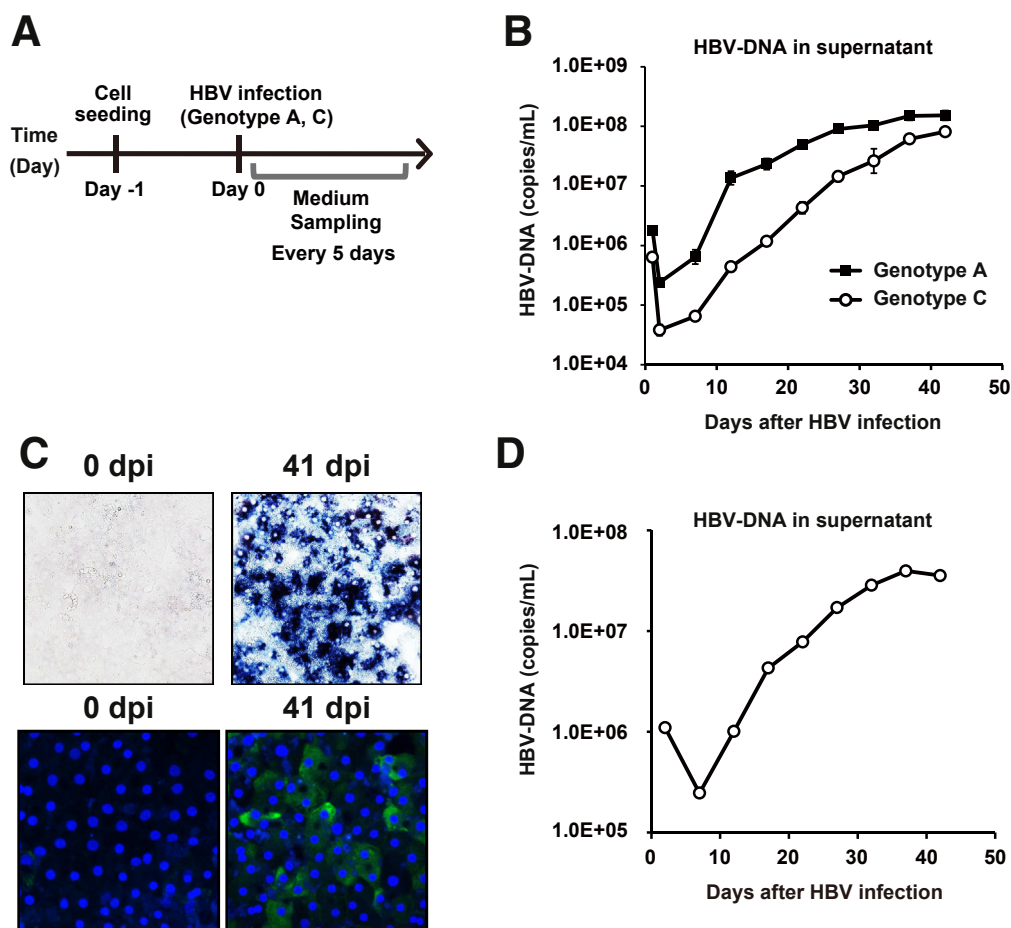 A
Cell
seeding
HBV infection
(Genotype A, C)
Time
(Day)
Day -1
Day 0
Medium
Sampling
Every 5 days
B
HBV-DNA in supernatant
HBV-DNA (copies/mL)
1.0E+09
1.0E+08
1.0E+07
1.0E+06
1.0E+05
1.0E+04
Genotype A
Genotype C
0 10 20 30 40 50
Days after HBV infection
C
0 dpi 41 dpi
0 dpi 41 dpi
D
HBV-DNA in supernatant
HBV-DNA (copies/mL)
1.0E+08
1.0E+07
1.0E+06
1.0E+05
0 10 20 30 40 50
Days after HBV infection